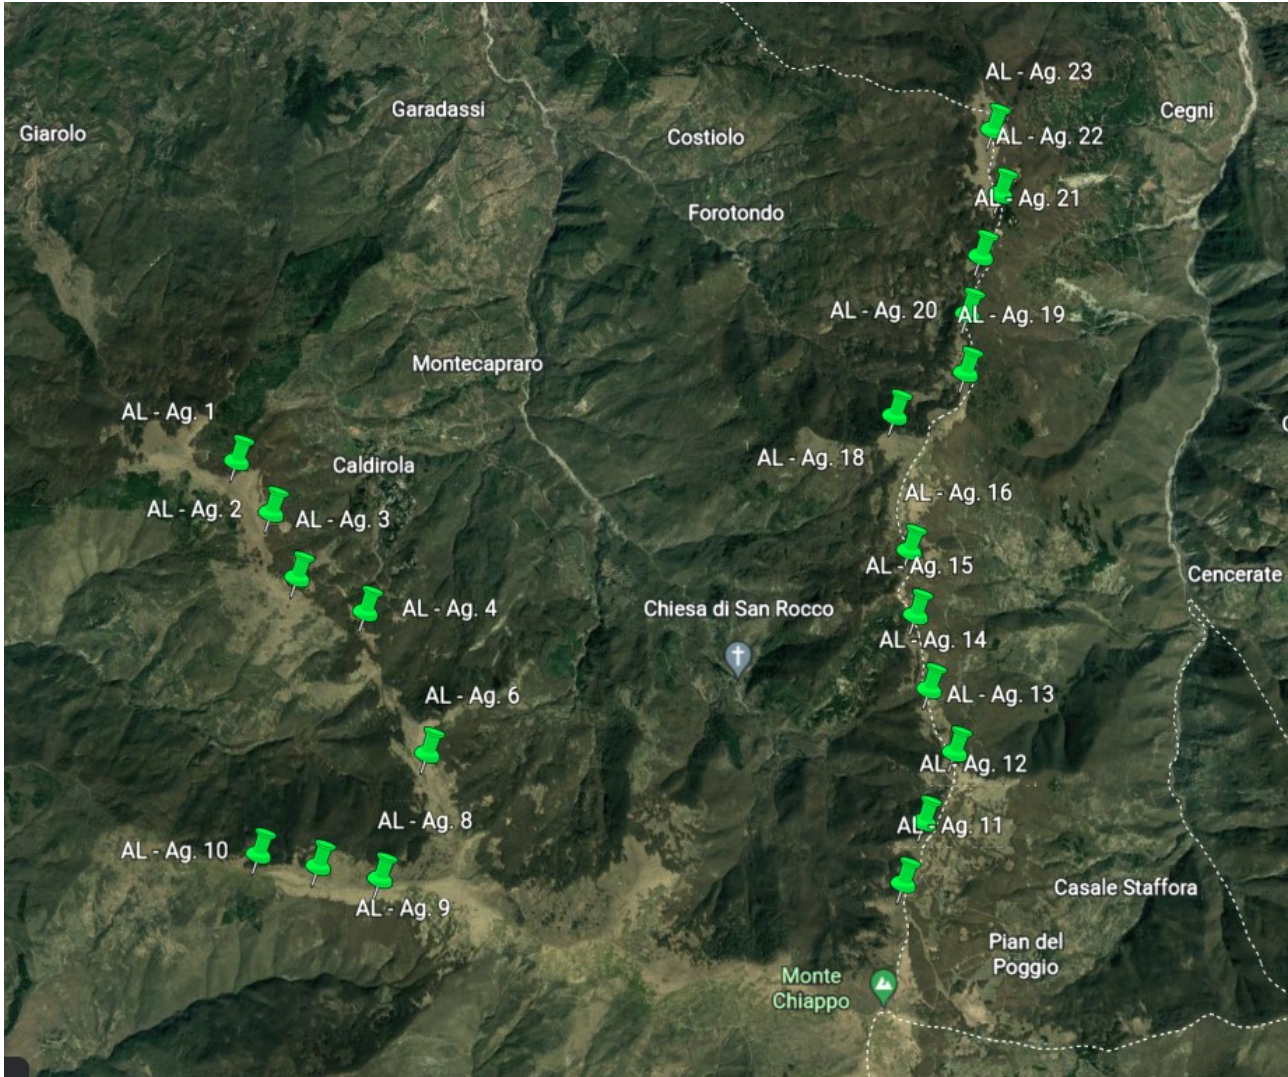 AL - Ag. 23
Garadassi
Cegni
Giarolo
Costiolo
AL - Ag. 22
AL - Ag. 21
Forotondo
AL - Ag. 20
AL - Ag. 19
Montecapraro
AL - Ag. 1
AL - Ag. 18
Caldirola
AL - Ag. 16
AL - Ag. 2
AL - Ag. 3
AL - Ag. 15
Cencerate
AL - Ag. 4
Chiesa di San Rocco
AL - Ag. 14
AL - Ag. 6
AL - Ag. 13
AL - Ag. 12
AL - Ag. 8
AL - Ag. 11
AL - Ag. 10
Casale Staffora
AL - Ag. 9
Pian del
Poggio
Monte
Chiappo